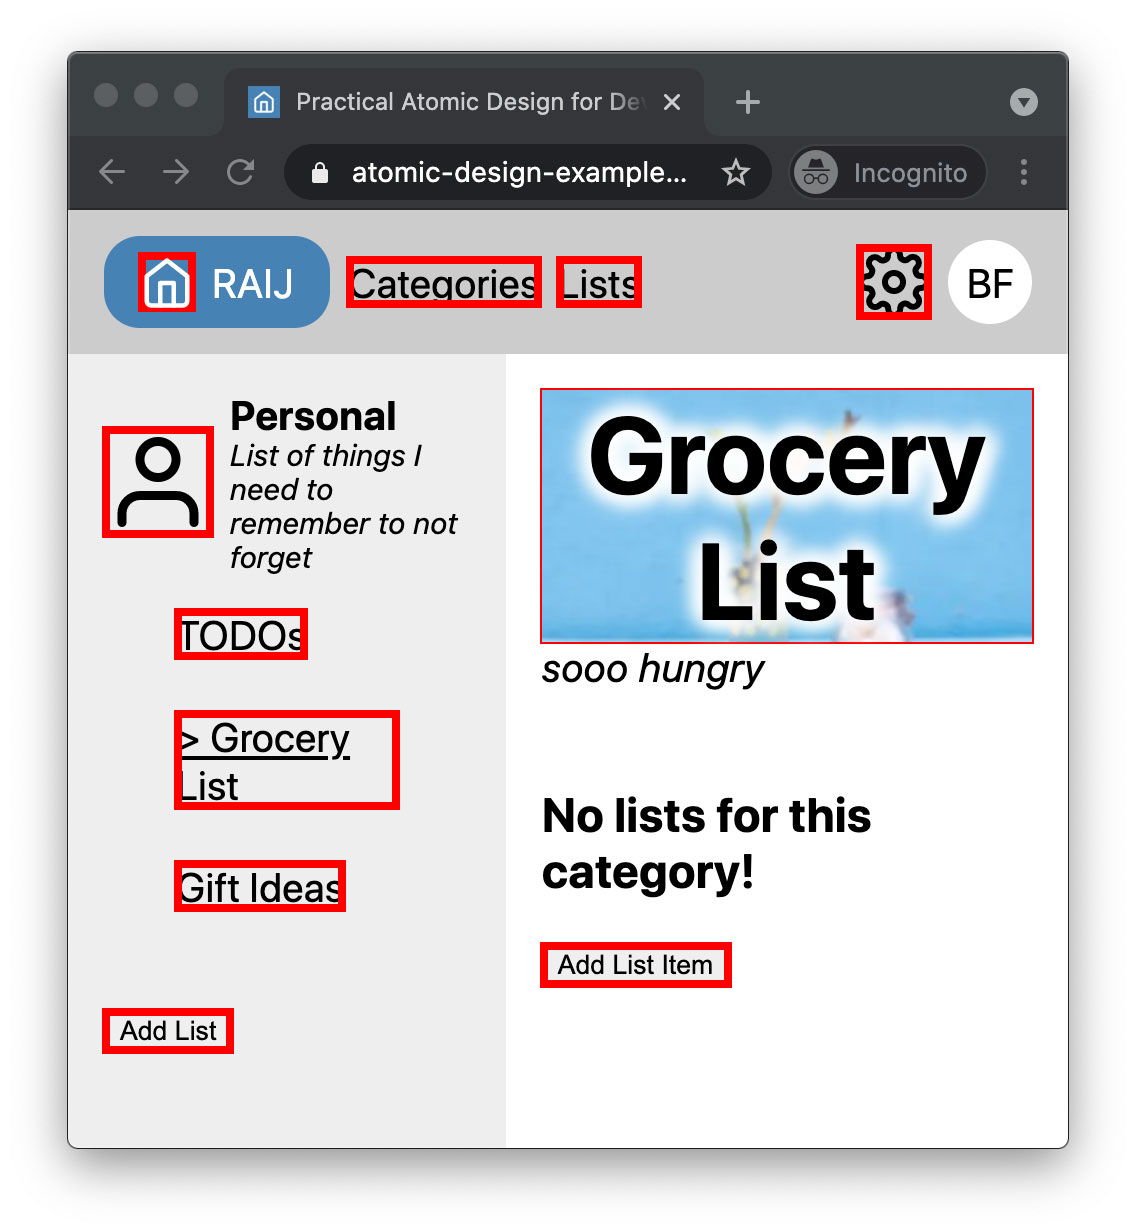 Practical Atomic Design for De
atomic-design-example...
Incognito
RAIJ
Categories
Lists
BF
Personal
List of things I
need to
remember to not
forget
TODOs
> Grocery
List
Gift Ideas
Add List
Grocery
List
sooo hungry
No lists for this
category!
Add List Item